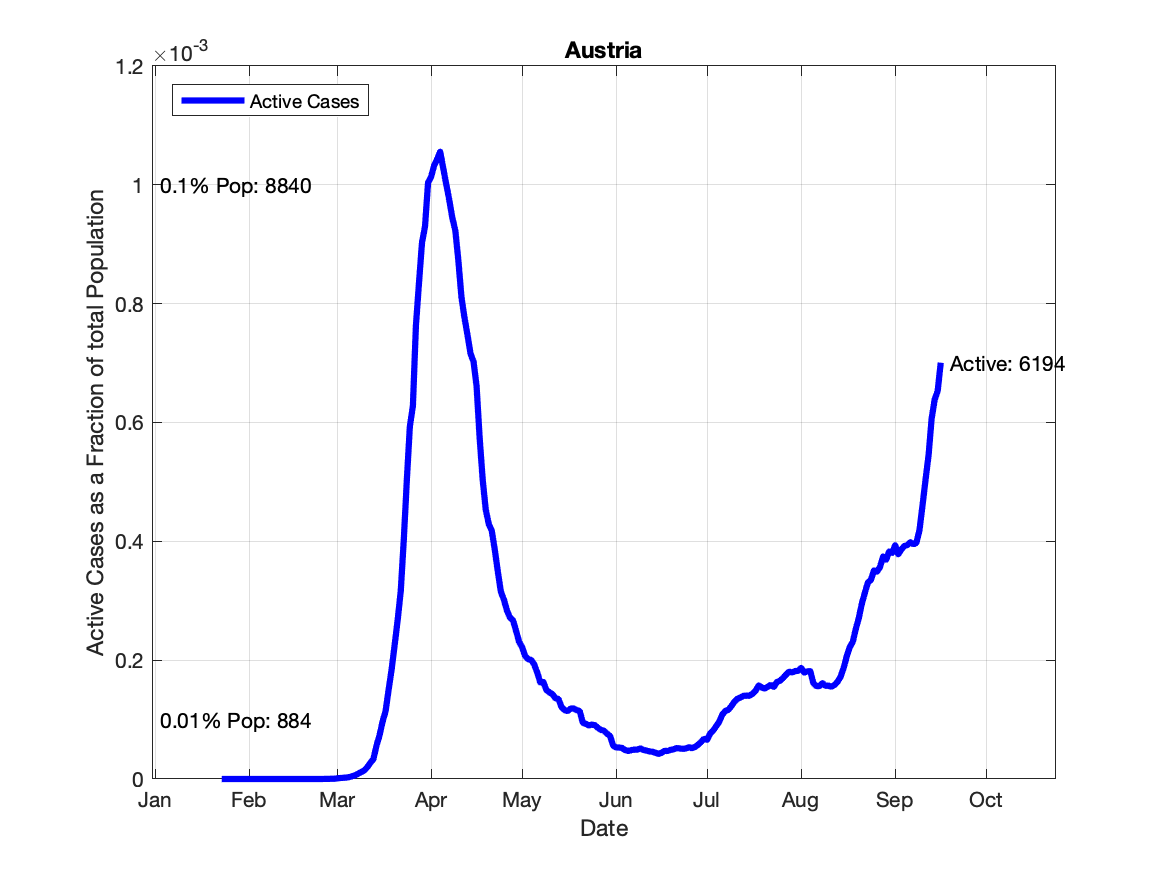 Austria
×10-3
1.2
1
0.8
0.6
0.4
0.2
0
Active Cases
0.1% Pop: 8840
Active: 6194
0.01% Pop: 884
Active Cases as a Fraction of total Population
Jan Feb Mar Apr May Jun Jul Aug Sep Oct
Date